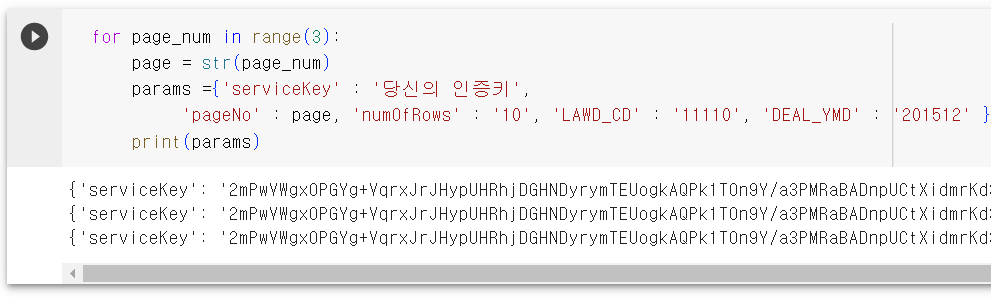 for page_num in range(3):
page = str(page_num)
params ={'serviceKey' : '당신의 인증키',
'pageNo' : page, 'numOfRows' : '10', 'LAWD_CD' : '11110', 'DEAL_YMD' : '201512' }
print(params)
{'serviceKey': '2mPwVWgxOPGYg+VqrxJrJHypUHRhjDGHNDyrymTEUogkAQPk1TOn9Y/a3PMRaBADnpUCtXidmrKd
{'serviceKey': '2mPwVWgxOPGYg+VqrxJrJHypUHRhjDGHNDyrymTEUogkAQPk1TOn9Y/a3PMRaBADnpUCtXidmrKd
{'serviceKey': '2mPwVWgxOPGYg+VqrxJrJHypUHRhjDGHNDyrymTEUogkAQPk1TOn9Y/a3PMRaBADnpUCtXidmrKd